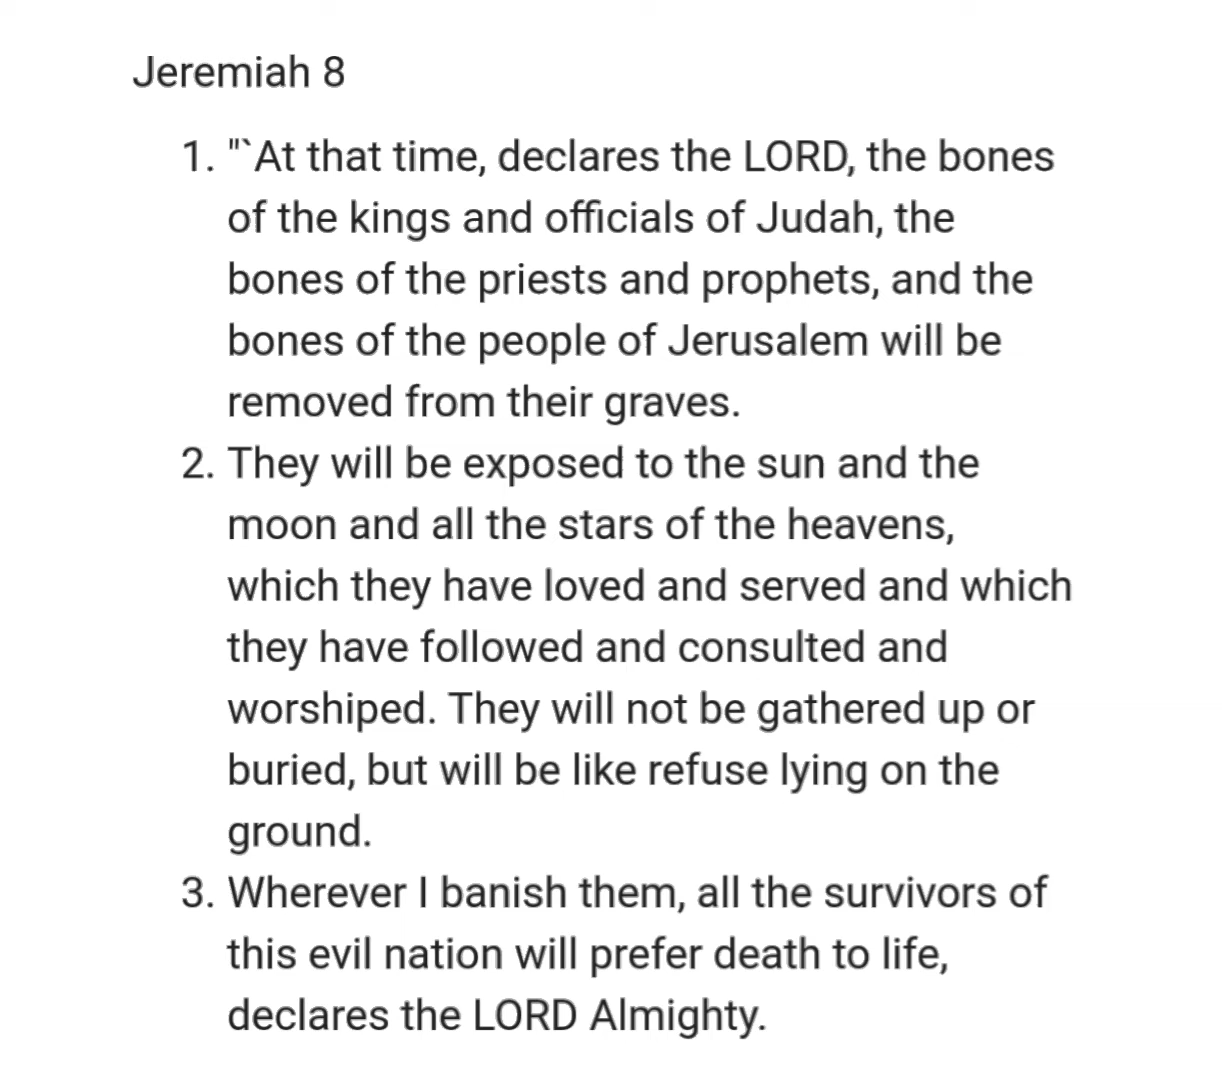 Jeremiah 8
1. "`At that time, declares the LORD, the bones
of the kings and officials of Judah, the
bones of the priests and prophets, and the
bones of the people of Jerusalem will be
removed from their graves.
2. They will be exposed to the sun and the
moon and all the stars of the heavens,
which they have loved and served and which
they have followed and consulted and
worshiped. They will not be gathered up or
buried, but will be like refuse lying on the
ground.
3. Wherever I banish them, all the survivors of
this evil nation will prefer death to life,
declares the LORD Almighty.